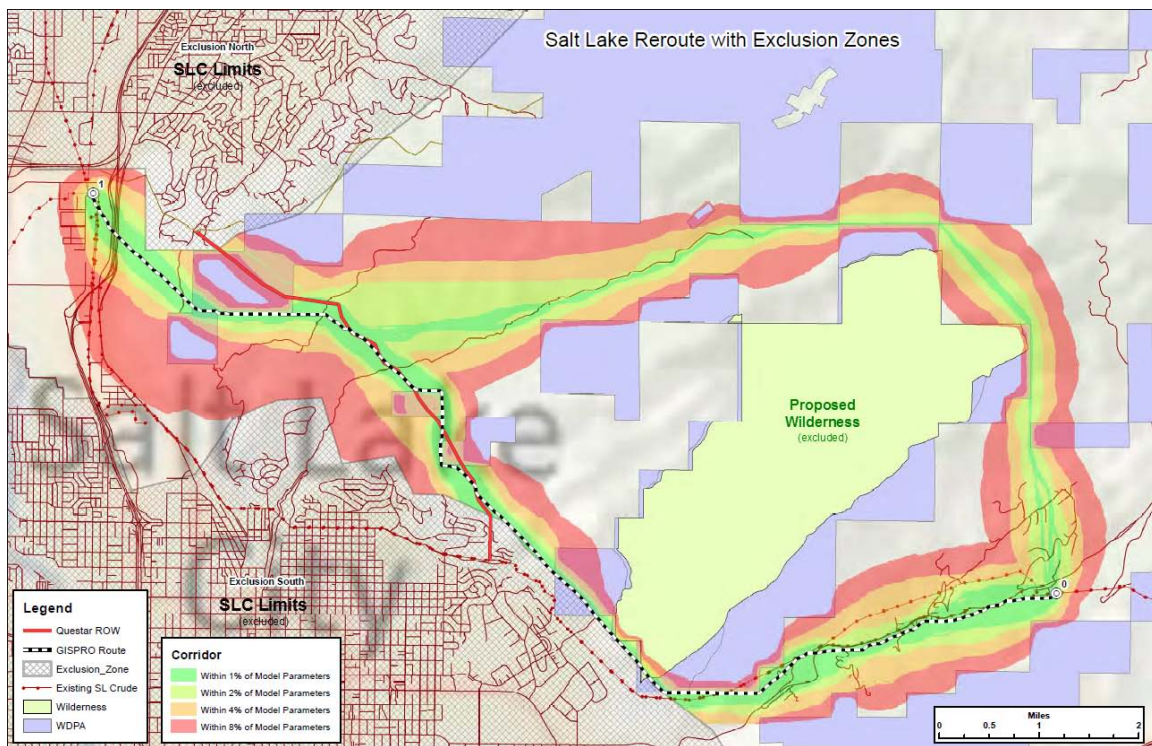 Salt Lake Reroute with Exclusion Zones
Exclusion North
SLC Limits
(excluded)
1
Salt Lake
City
Proposed
Wilderness
(excluded)
0
Exclusion South
SLC Limits
(excluded)
Legend
Questar ROW
GISPRO Route
Exclusion_Zone
Existing SL Crude
Wilderness
WDPA
Corridor
Within 1% of Model Parameters
Within 2% of Model Parameters
Within 4% of Model Parameters
Within 8% of Model Parameters
Miles
0 0.5 1 2